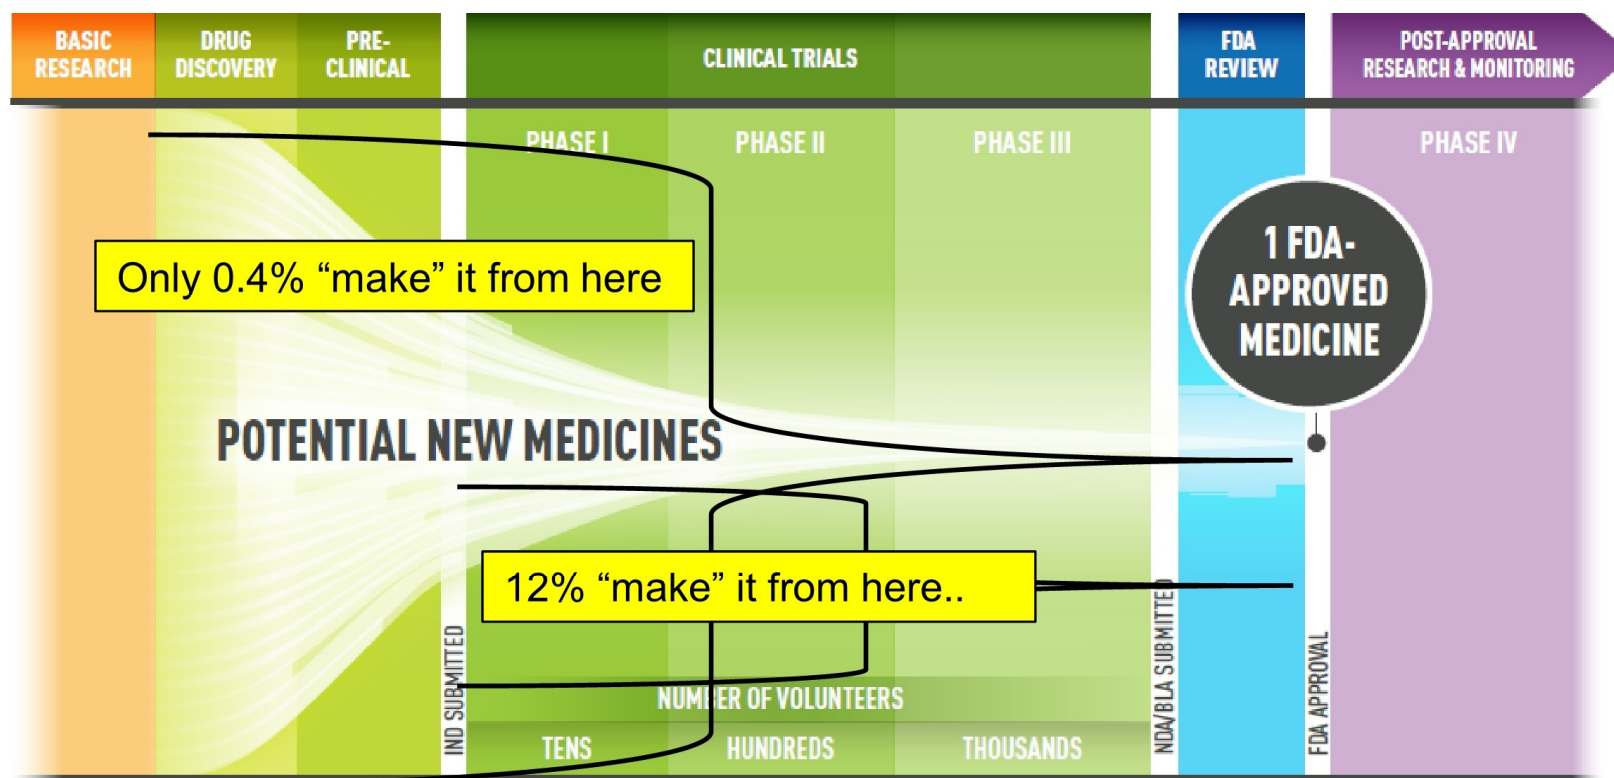 BASIC
RESEARCH
DRUG
DISCOVERY
PRE-
CLINICAL
CLINICAL TRIALS
FDA
REVIEW
POST-APPROVAL
RESEARCH & MONITORING
PHASE I
PHASE II
PHASE III
PHASE IV
1 FDA-
APPROVED
MEDICINE
Only 0.4% “make” it from here
POTENTIAL NEW MEDICINES
12% “make” it from here..
IND SUBMITTED
NDA/BLA SUBMITTED
FDA APPROVAL
NUMBER OF VOLUNTEERS
TENS
HUNDREDS
THOUSANDS